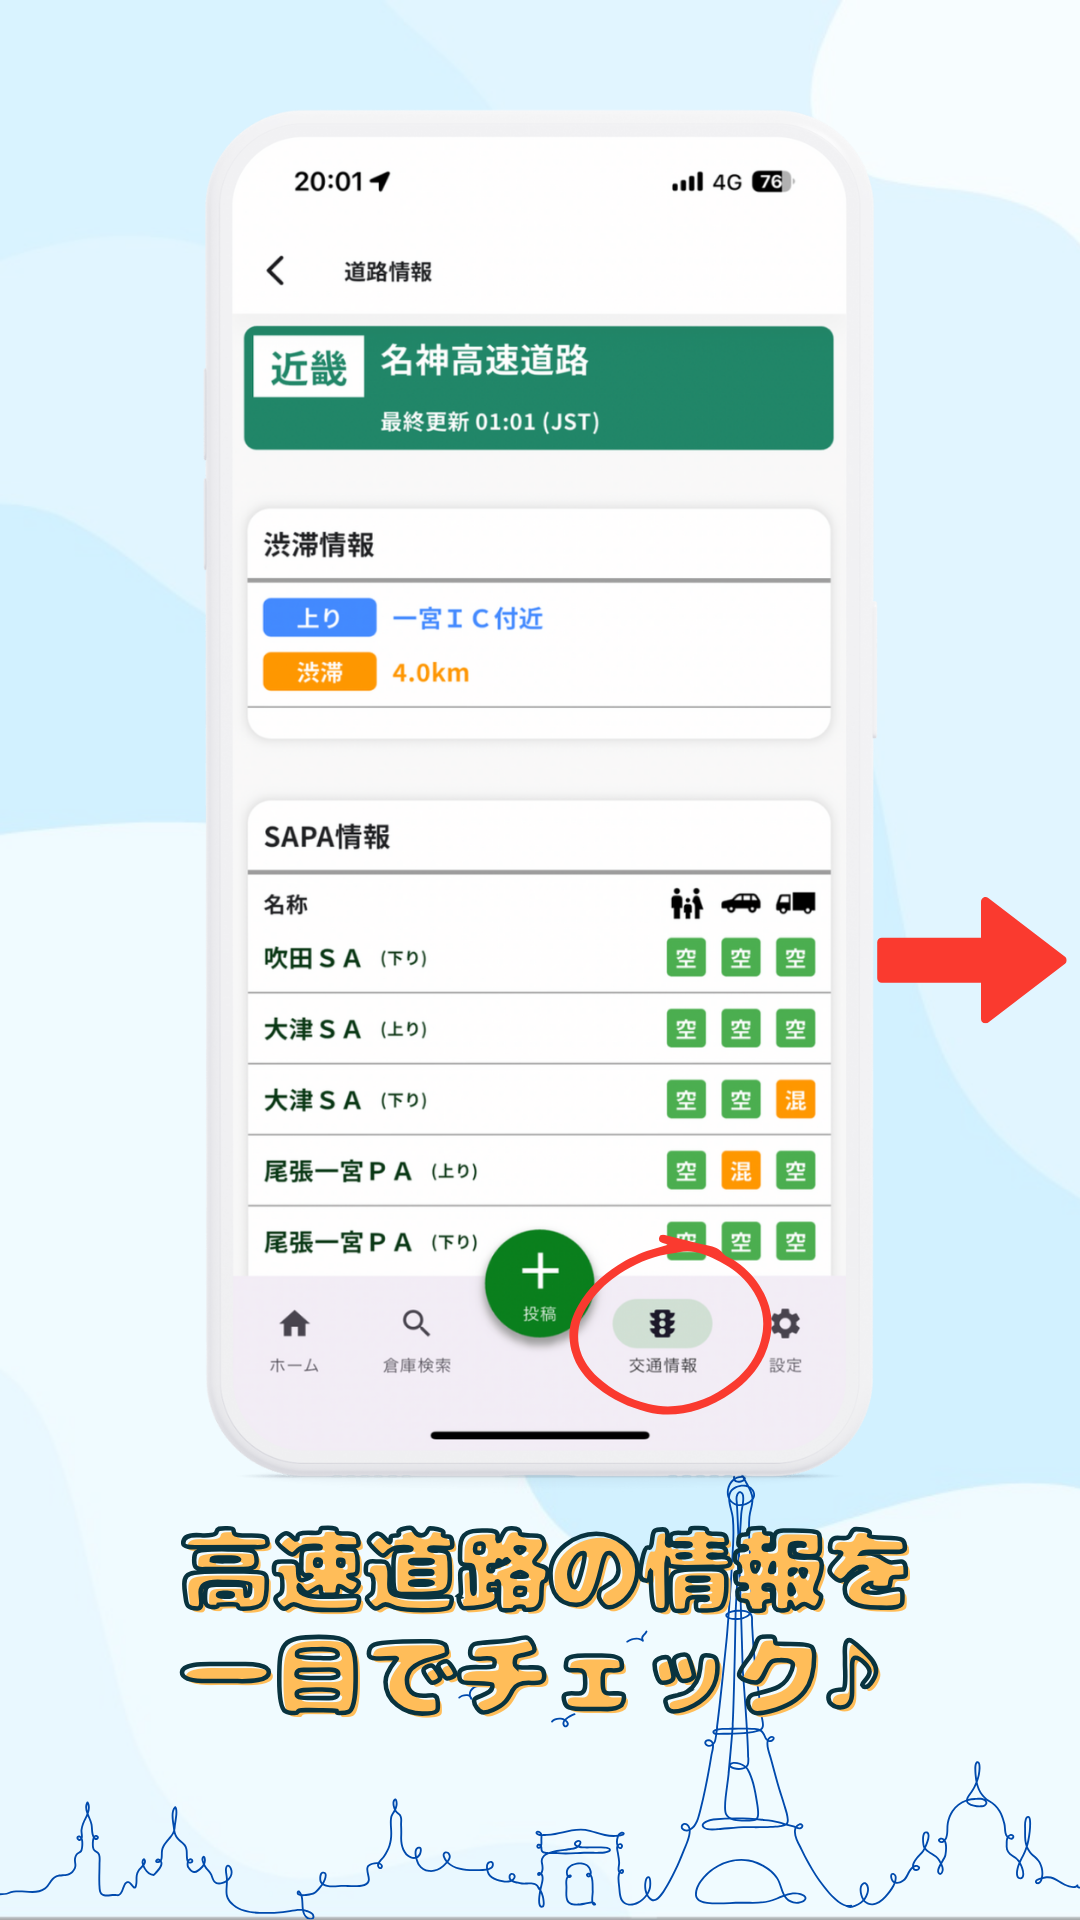 20:01
4G 76
道路情報
近畿
名神高速道路
最終更新 01:01 (JST)
渋滞情報
上り 一宮ＩＣ付近
渋滞 4.0km
SAPA情報
名称
吹田ＳＡ (下り) 空 空 空
大津ＳＡ (上り) 空 空 空
大津ＳＡ (下り) 空 空 混
尾張一宮ＰＡ (上り) 空 混 空
尾張一宮ＰＡ (下り) 空 空 空
ホーム 倉庫検索 投稿 交通情報 設定
高速道路の情報を
一目でチェック♪